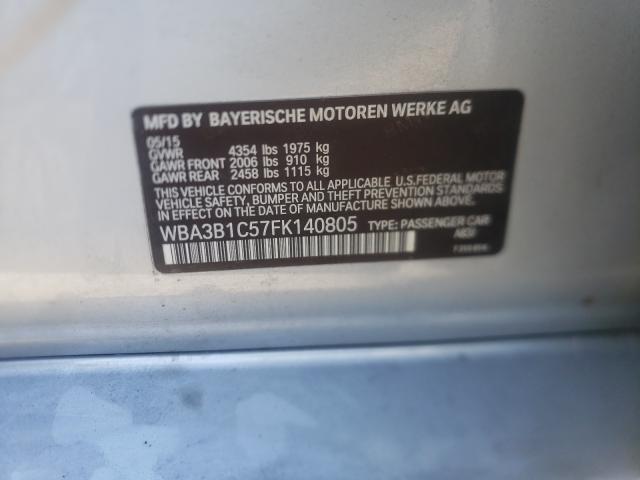 MFD BY BAYERISCHE MOTOREN WERKE AG
05/15
GVWR 4354 lbs 1975 kg
GAWR FRONT 2006 lbs 910 kg
GAWR REAR 2458 lbs 1115 kg
THIS VEHICLE CONFORMS TO ALL APPLICABLE U.S.FEDERAL MOTOR
VEHICLE SAFETY, BUMPER AND THEFT PREVENTION STANDARDS
IN EFFECT ON THE DATE OF MANUFACTURE SHOWN ABOVE.
WBA3B1C57FK140805 TYPE: PASSENGER CAR